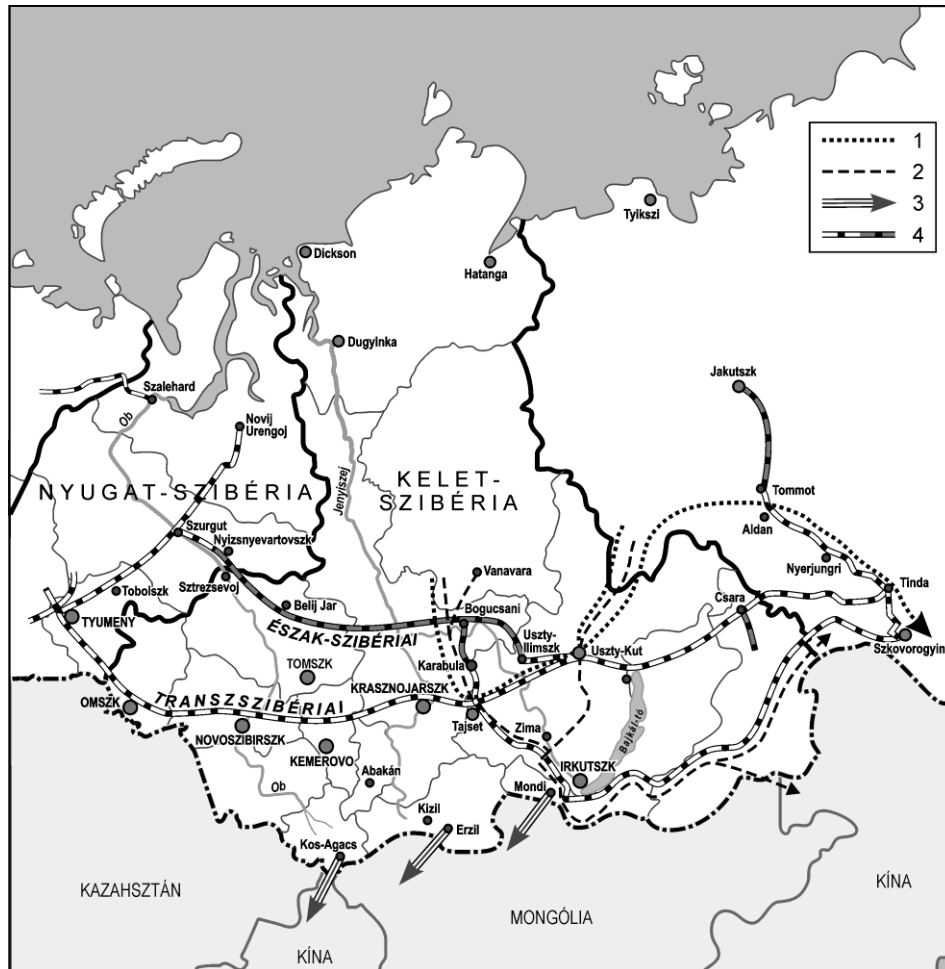 1
2
3
4
Tyikszi
Dickson
Hatanga
Dugyinka
Jakutszk
Szalehard
Ob
Novij
Urengoj
Jenyiszej
NYUGAT-SZIBÉRIA
KELET-
SZIBÉRIA
Tommot
Aldan
Szurgut
Nyizsnyevartovszk
Sztrezsevoj
Tobolszk
TYUMENY
Belij Jar
Vanavara
Bogucsani
Nyerjungri
Tinda
Csara
Szkovorogyin
ÉSZAK-SZIBÉRIAI
Uszty-
Ilimszk
Uszty-Kut
TOMSZK
Karabula
OMSZK
TRANSZSZIBÉRIAI
KRASZNOJARSZK
Tajset
Zima
Bajkál-tó
NOVOSZIBIRSZK
KEMEROVO
Abakán
IRKUTSZK
Mondi
Ob
Kizil
Erzil
Kos-Agacs
KAZAHSZTÁN
KÍNA
MONGÓLIA
KÍNA